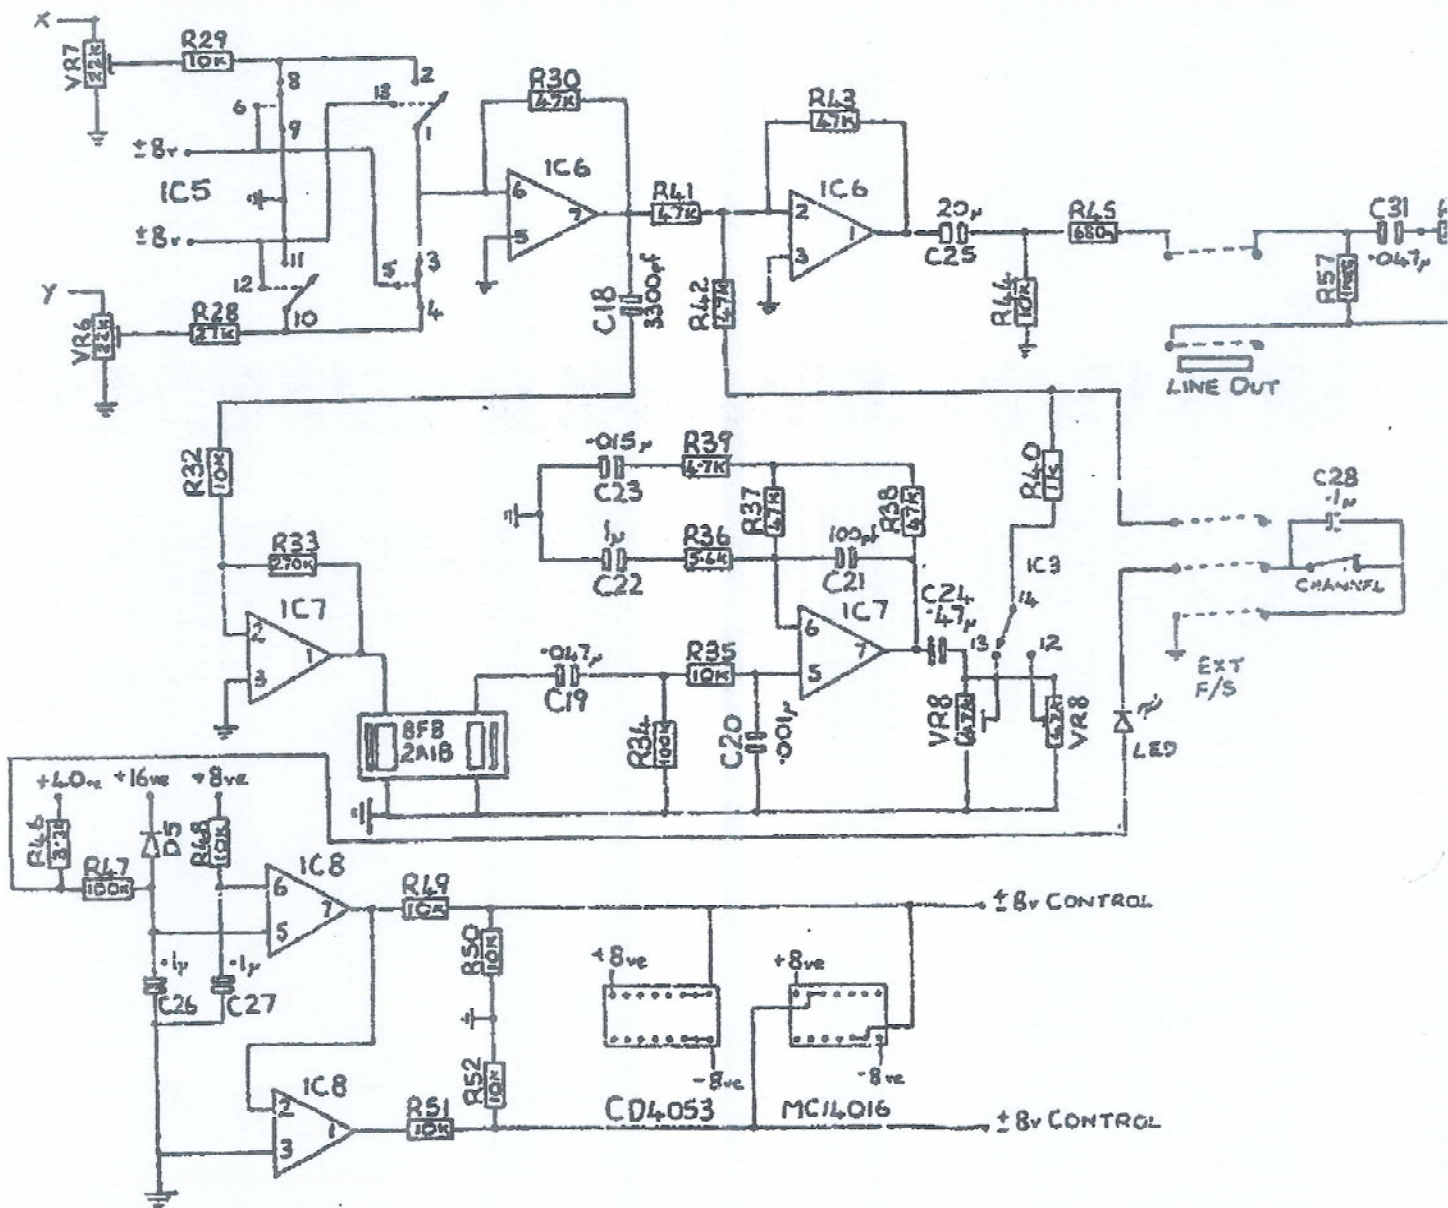 X
VR7
22K
R29
10K
8
2
6
13
9
1
±8v
IC5
±8v
11
12
3
5
4
10
Y
VR6
22K
R28
27K
R30
47K
IC6
6
7
5
C18
3300pf
R41
47K
R42
47K
R43
47K
IC6
2
1
3
20µ
C25
R44
10K
R45
680Ω
R57
C31
.047µ
LINE OUT
R32
10K
R33
270K
IC7
2
1
3
8FB
2A1B
.015µ
C23
R39
4.7K
1µ
C22
R36
5.6K
R37
47K
R38
47K
100pf
C21
IC7
6
7
5
.047µ
C19
R34
100K
R35
10K
C20
.001µ
C24
.47µ
R40
1K
IC3
14
13
12
VR8
47K
VR8
47K
C28
.1µ
CHANNEL
EXT
F/S
LED
+40ve
+16ve
+8ve
R46
R47
100K
D5
R48
10K
IC8
6
7
5
.1µ
C26
.1µ
C27
R49
10K
R50
10K
±8v CONTROL
+8ve
-8ve
CD4053
+8ve
-8ve
MC14016
IC8
2
1
3
R51
10K
R52
10K
±8v CONTROL